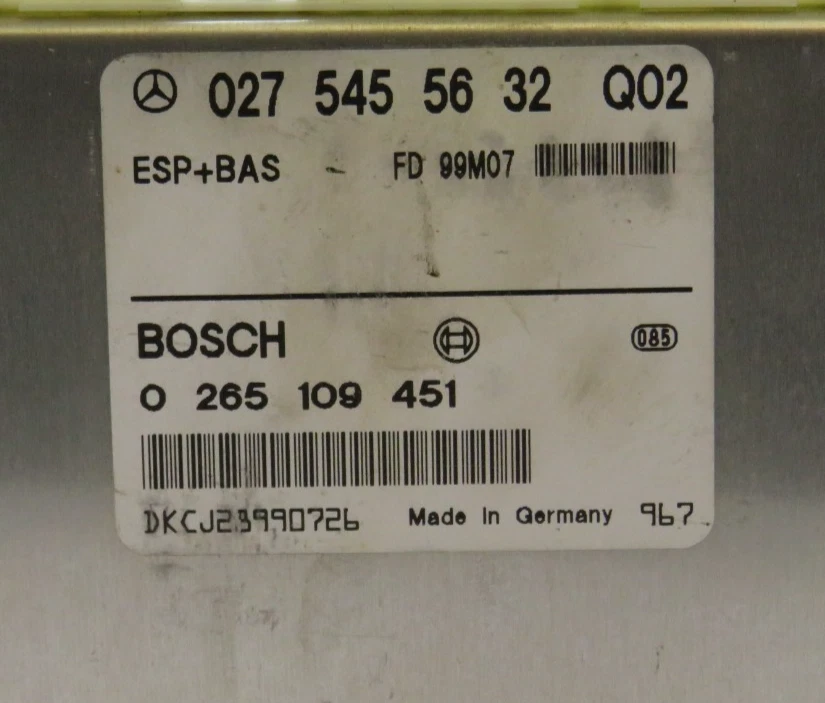 027 545 56 32 Q02
ESP+BAS - FD 99M07
BOSCH 085
0 265 109 451
DKCJ23990726 Made in Germany 967